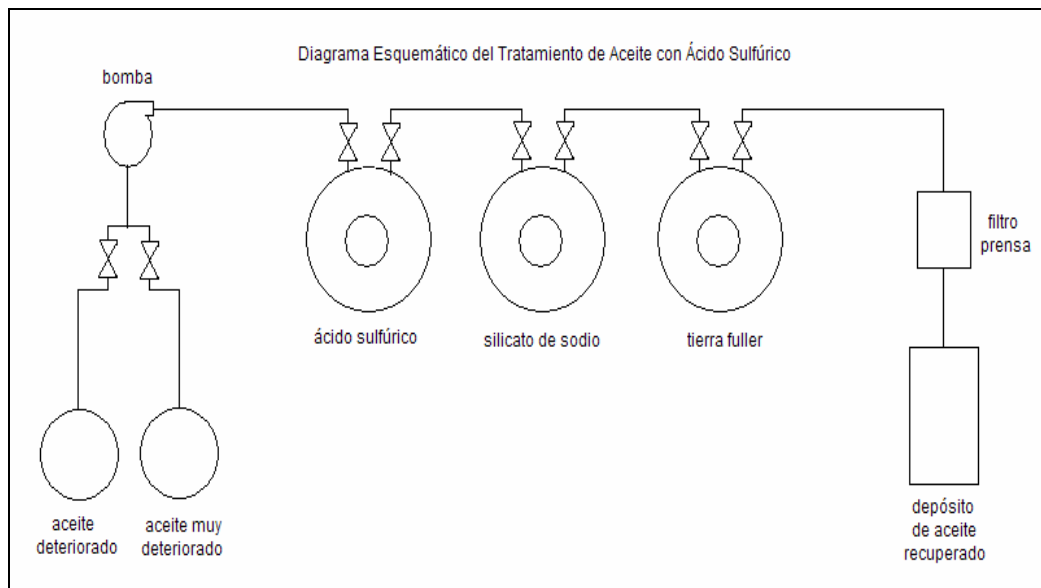 Diagrama Esquemático del Tratamiento de Aceite con Ácido Sulfúrico
bomba
filtro
prensa
ácido sulfúrico
silicato de sodio
tierra fuller
aceite
deteriorado
aceite muy
deteriorado
depósito
de aceite
recuperado